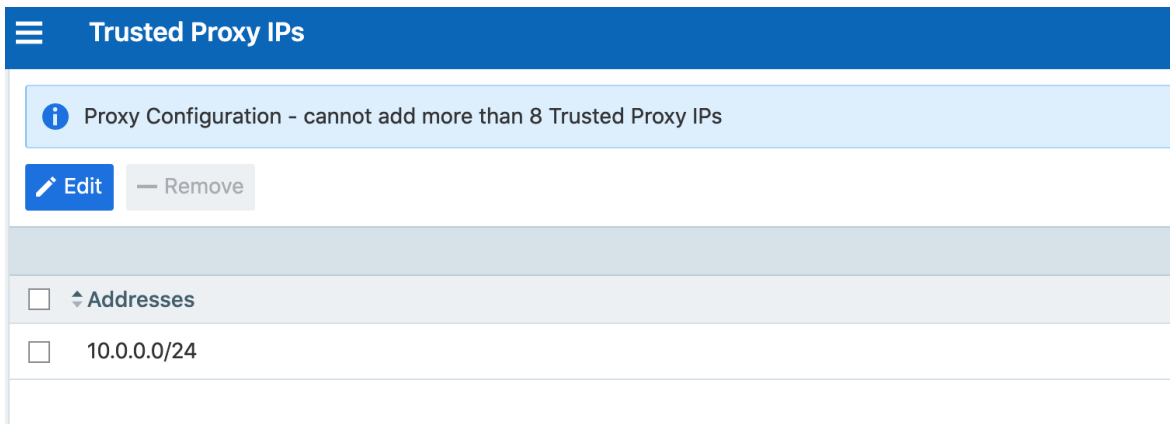 Trusted Proxy IPs
Proxy Configuration - cannot add more than 8 Trusted Proxy IPs
Edit
Remove
Addresses
10.0.0.0/24